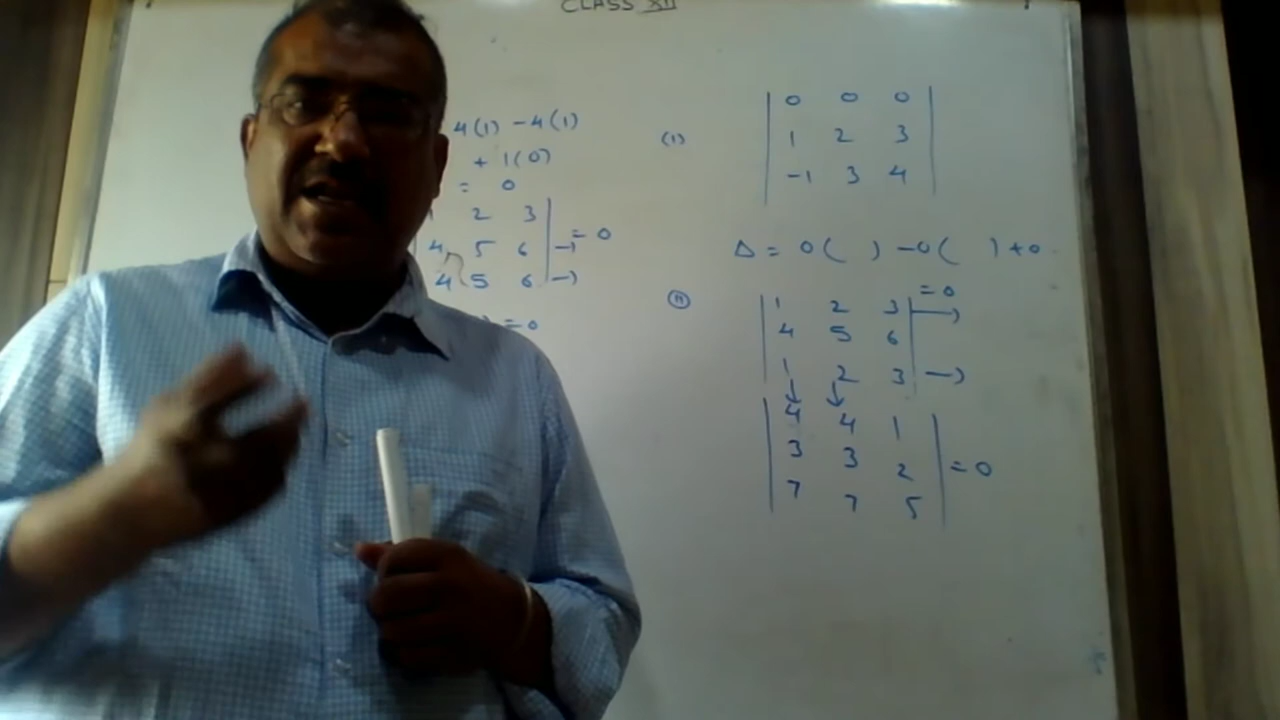 CLASS XII
4(1) -4(1)
+ 1(0)
= 0
2 3
4 5 6 → = 0
4 5 6 →
= 0
(1)
0 0 0
1 2 3
-1 3 4
Δ = 0( ) -0( ) +0
= 0
(ii) 1 2 3 →
4 5 6
1 2 3 →
↓ ↓
4 4 1
3 3 2 = 0
7 7 5